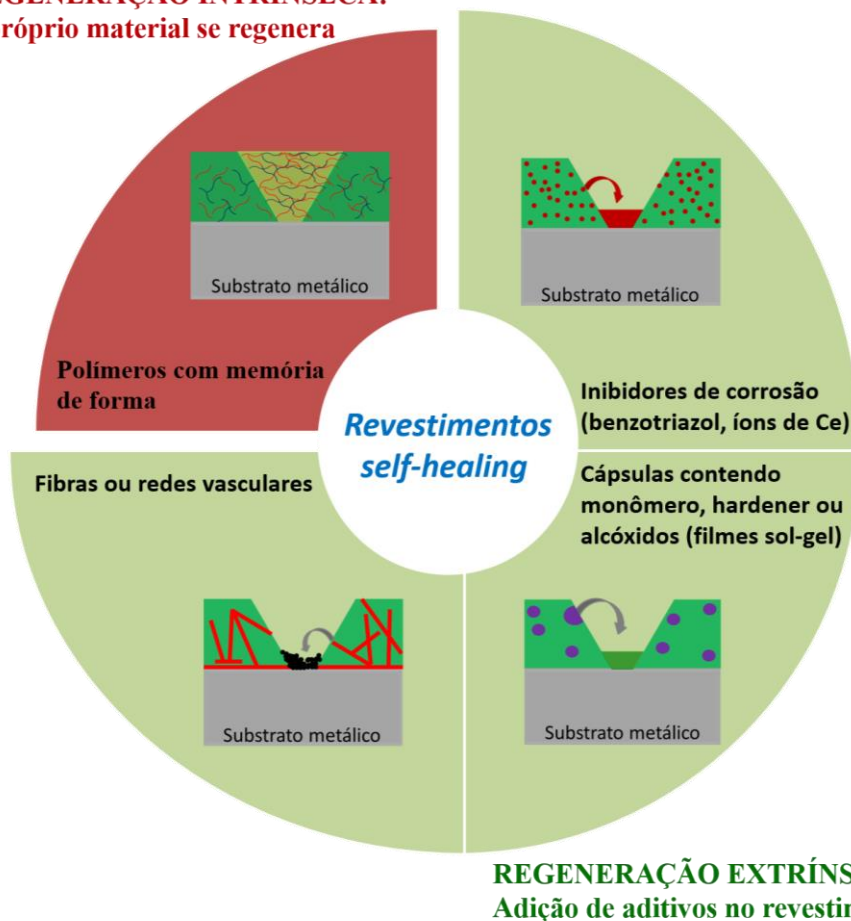 próprio material se regenera
Substrato metálico
Substrato metálico
Polímeros com memória
de forma
Inibidores de corrosão
(benzotriazol, íons de Ce)
Revestimentos
self-healing
Fibras ou redes vasculares
Cápsulas contendo
monômero, hardener ou
alcóxidos (filmes sol-gel)
Substrato metálico
Substrato metálico
REGENERAÇÃO
Adição de aditivos no